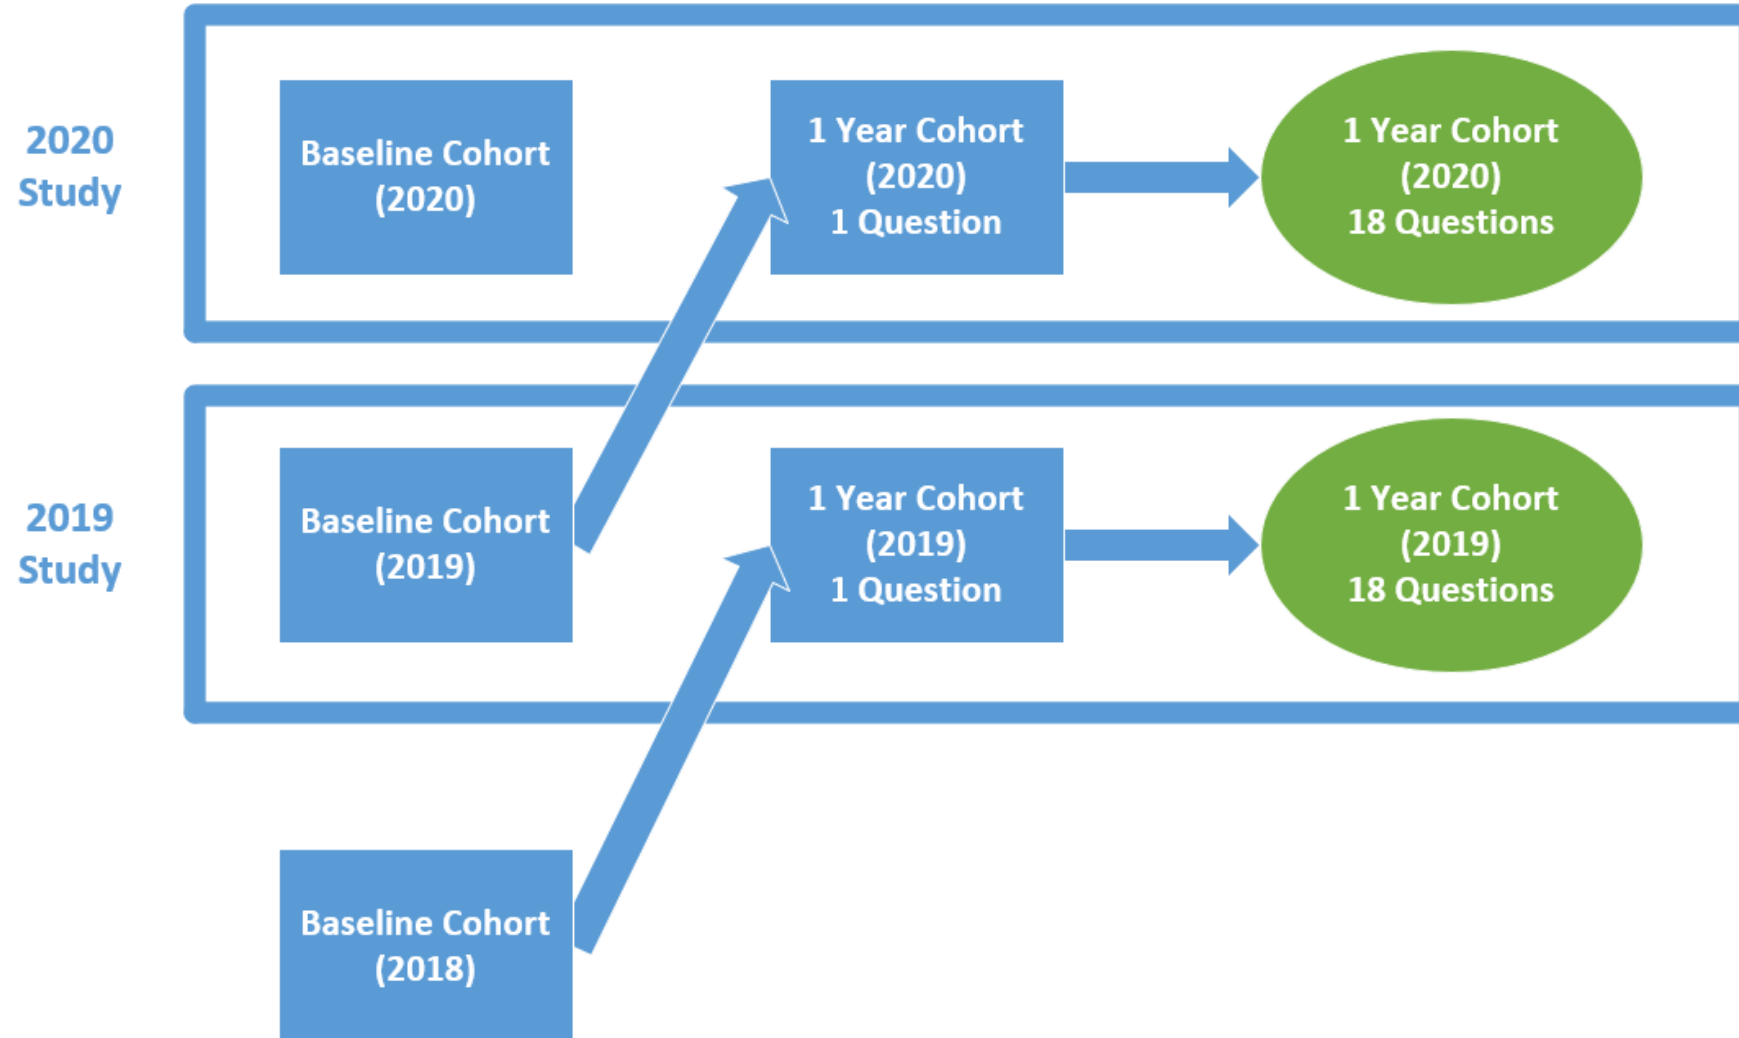 2020
Study
Baseline Cohort
(2020)
1 Year Cohort
(2020)
1 Question
1 Year Cohort
(2020)
18 Questions
2019
Study
Baseline Cohort
(2019)
1 Year Cohort
(2019)
1 Question
1 Year Cohort
(2019)
18 Questions
Baseline Cohort
(2018)